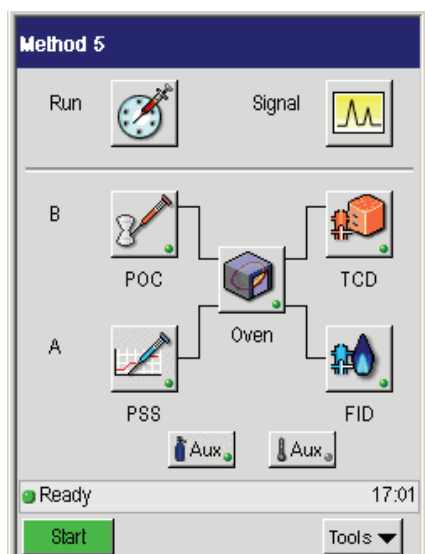 Method 5
Run Signal
B
POC TCD
Oven
A
PSS FID
Aux Aux
Ready 17:01
Start Tools